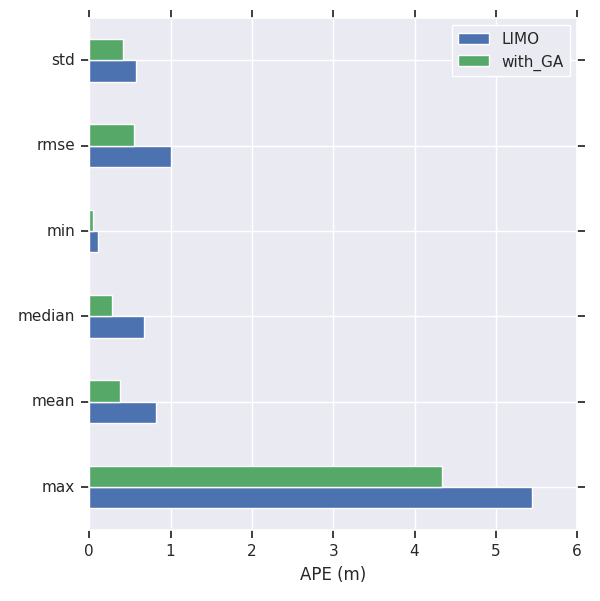 LIMO
with_GA
std
rmse
min
median
mean
max
0 1 2 3 4 5 6
APE (m)